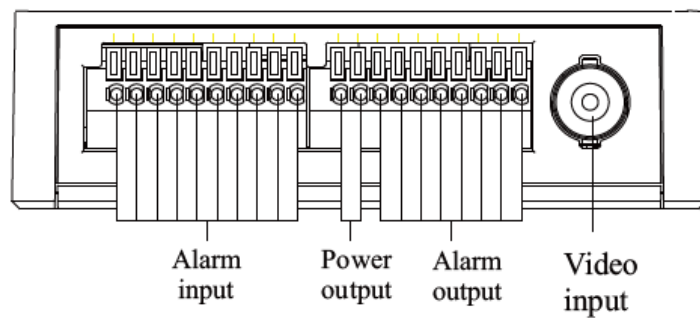 Alarm
input
Power
output
Alarm
output
Video
input